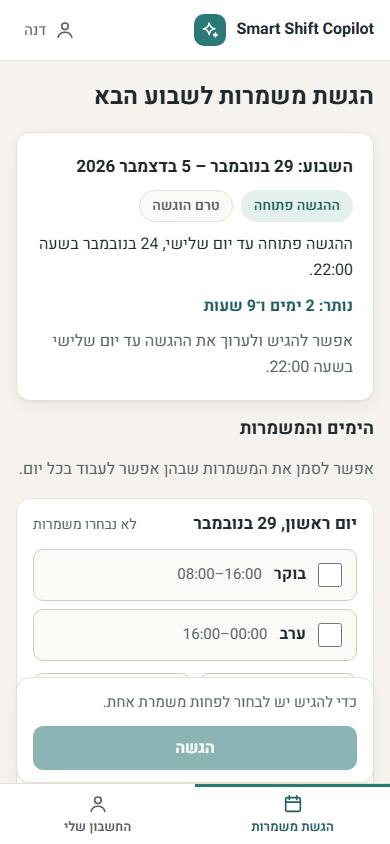 Smart Shift Copilot
דנה
הגשת משמרות לשבוע הבא
השבוע: 29 בנובמבר – 5 בדצמבר 2026
ההגשה פתוחה
טרם הוגשה
ההגשה פתוחה עד יום שלישי, 24 בנובמבר בשעה
22:00.
נותר: 2 ימים ו־9 שעות
אפשר להגיש ולערוך את ההגשה עד יום שלישי
בשעה 22:00.
הימים והמשמרות
אפשר לסמן את המשמרות שבהן אפשר לעבוד בכל יום.
יום ראשון, 29 בנובמבר
לא נבחרו משמרות
בוקר 08:00–16:00
ערב 16:00–00:00
כדי להגיש יש לבחור לפחות משמרת אחת.
הגשה
הגשת משמרות
החשבון שלי